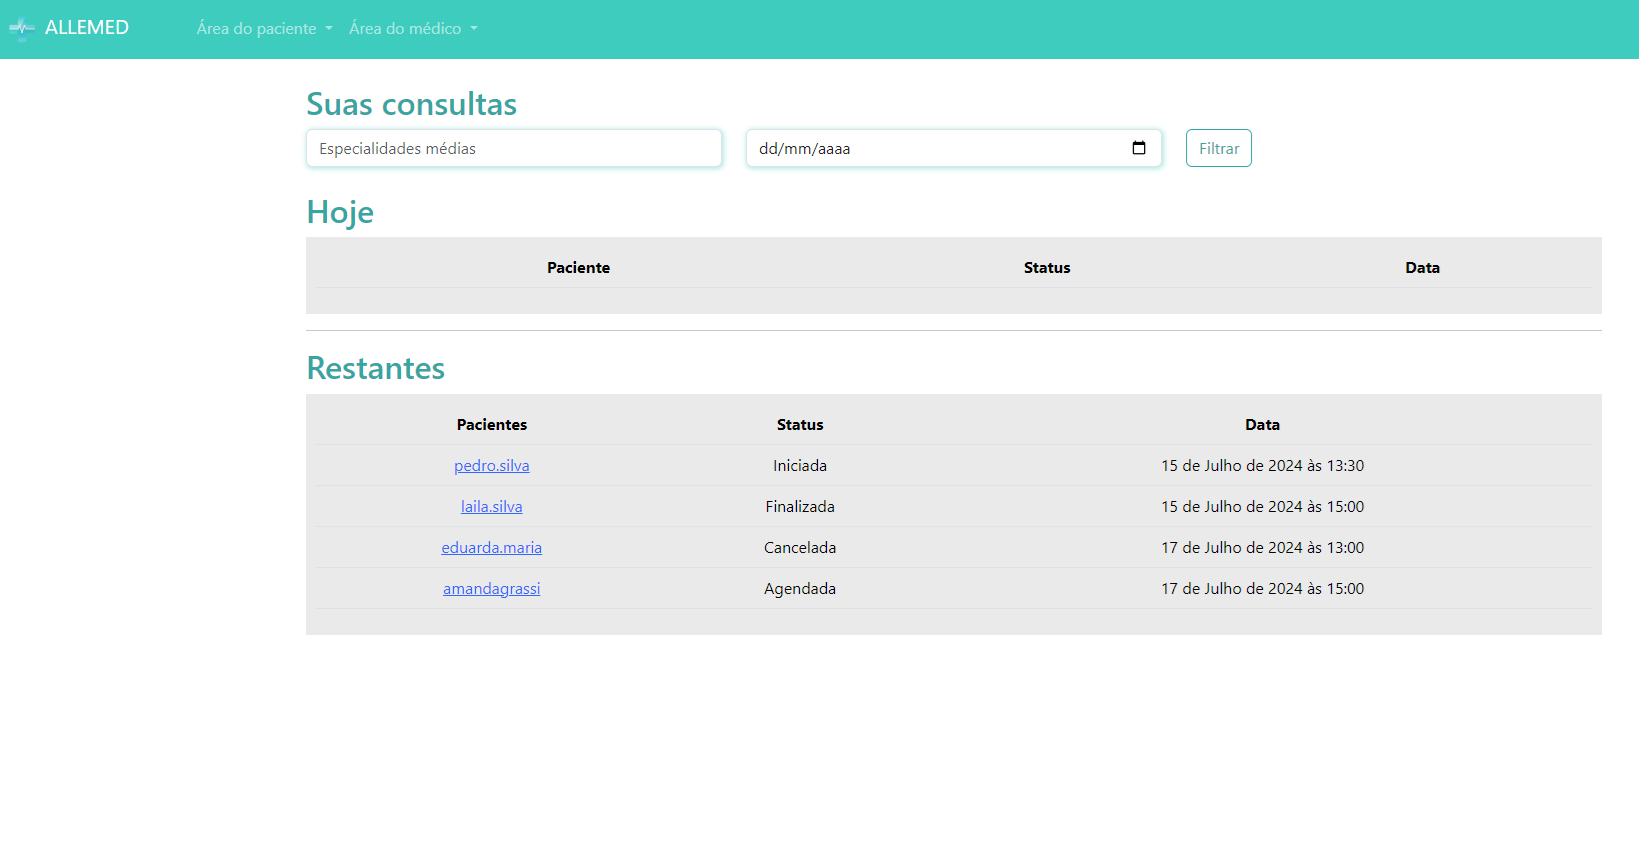 ALLEMED Área do paciente Área do médico
Suas consultas
Especialidades médias dd/mm/aaaa Filtrar
Hoje
Paciente Status Data
Restantes
Pacientes Status Data
pedro.silva Iniciada 15 de Julho de 2024 às 13:30
laila.silva Finalizada 15 de Julho de 2024 às 15:00
eduarda.maria Cancelada 17 de Julho de 2024 às 13:00
amandagrassi Agendada 17 de Julho de 2024 às 15:00